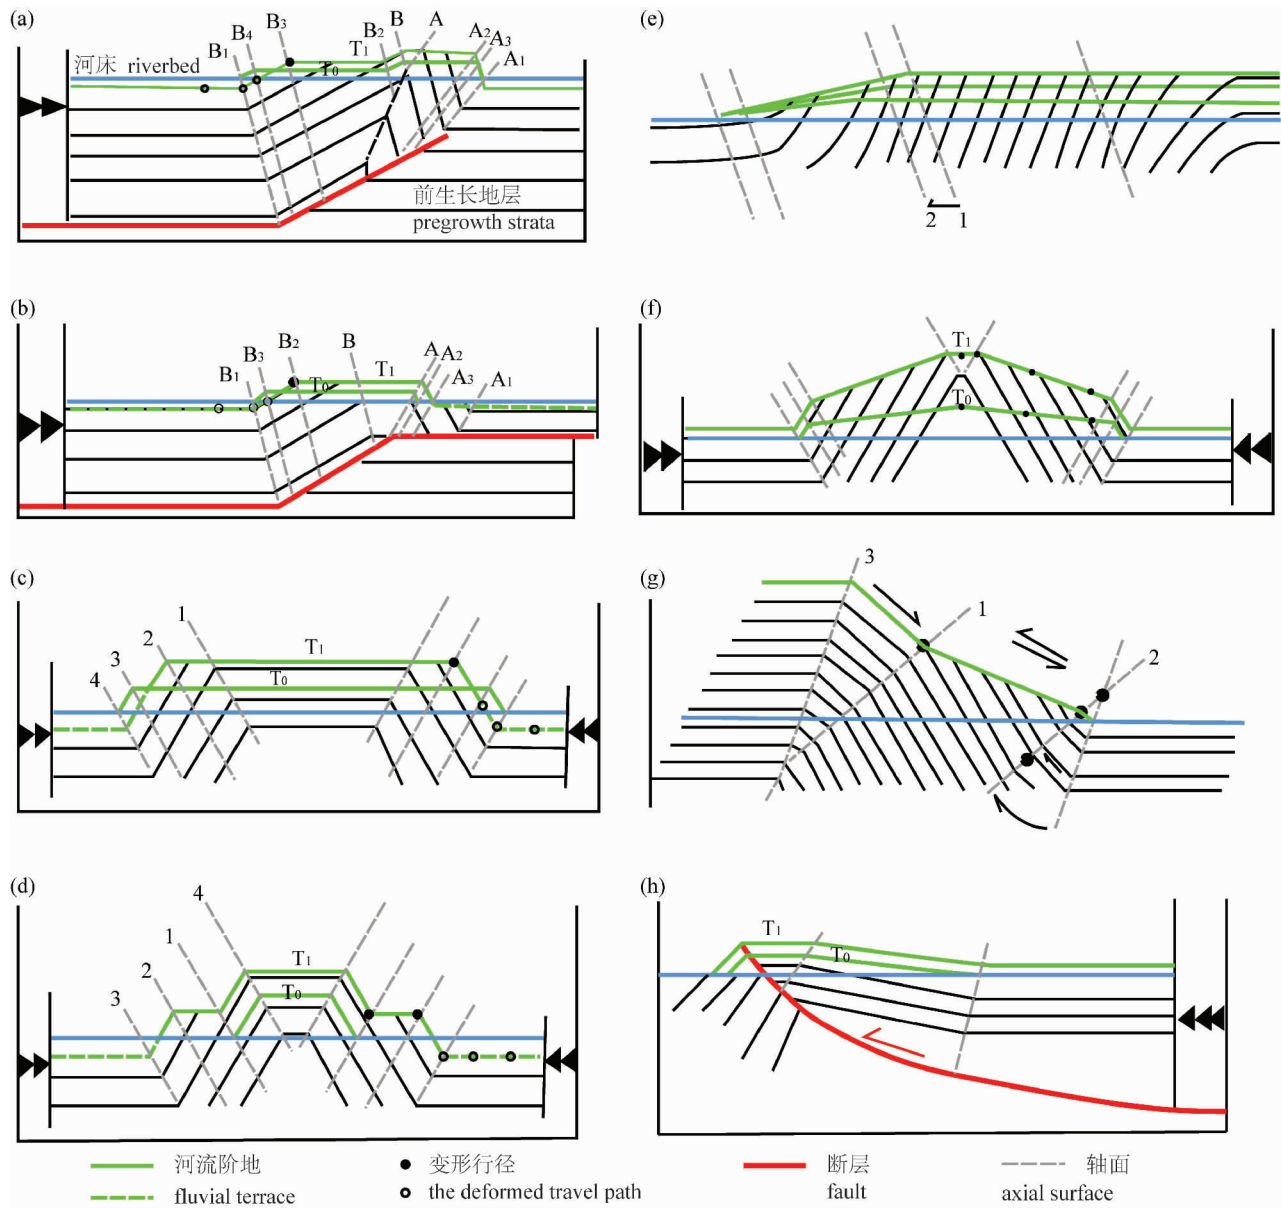 (a)
B₁
B₄
B₃
B₂
B
A
A₂
A₃
A₁
T₁
T₀
河床 riverbed
前生长地层
pregrowth strata
(b)
B₁
B₃
B₂
B
A
A₂
A₃
A₁
T₁
T₀
(c)
1
2
3
4
T₁
T₀
(d)
4
1
2
3
T₁
T₀
(e)
2 1
(f)
T₁
T₀
(g)
3
1
2
(h)
T₁
T₀
河流阶地
fluvial terrace
变形行径
the deformed travel path
断层
fault
轴面
axial surface